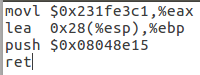 movl $0x231fe3c1,%eax
lea  0x28(%esp),%ebp
push $0x08048e15
ret